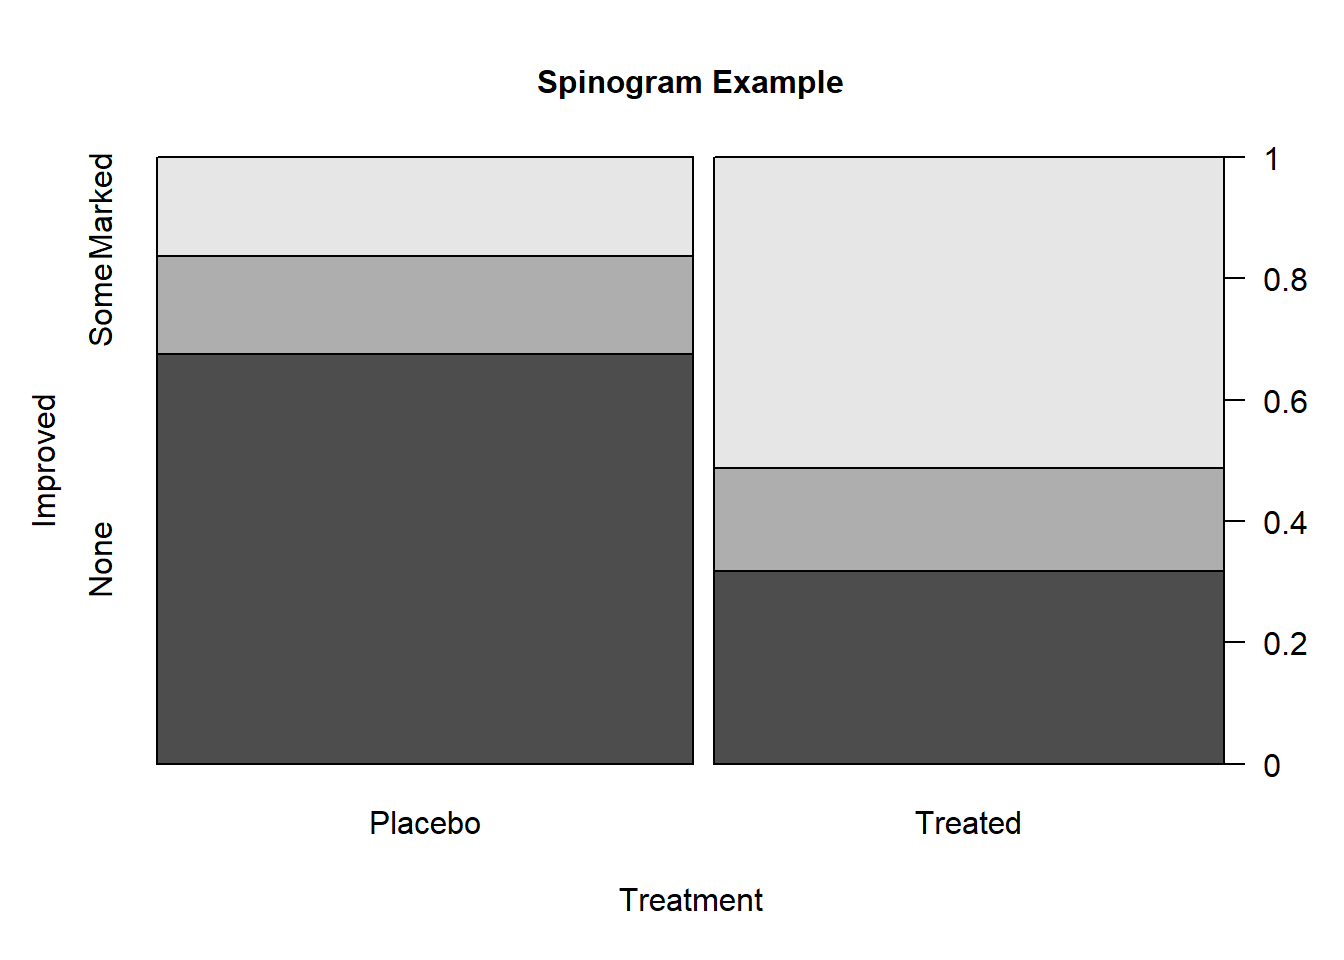 Spinogram Example
Improved
Marked
Some
None
1
0.8
0.6
0.4
0.2
0
Placebo
Treated
Treatment